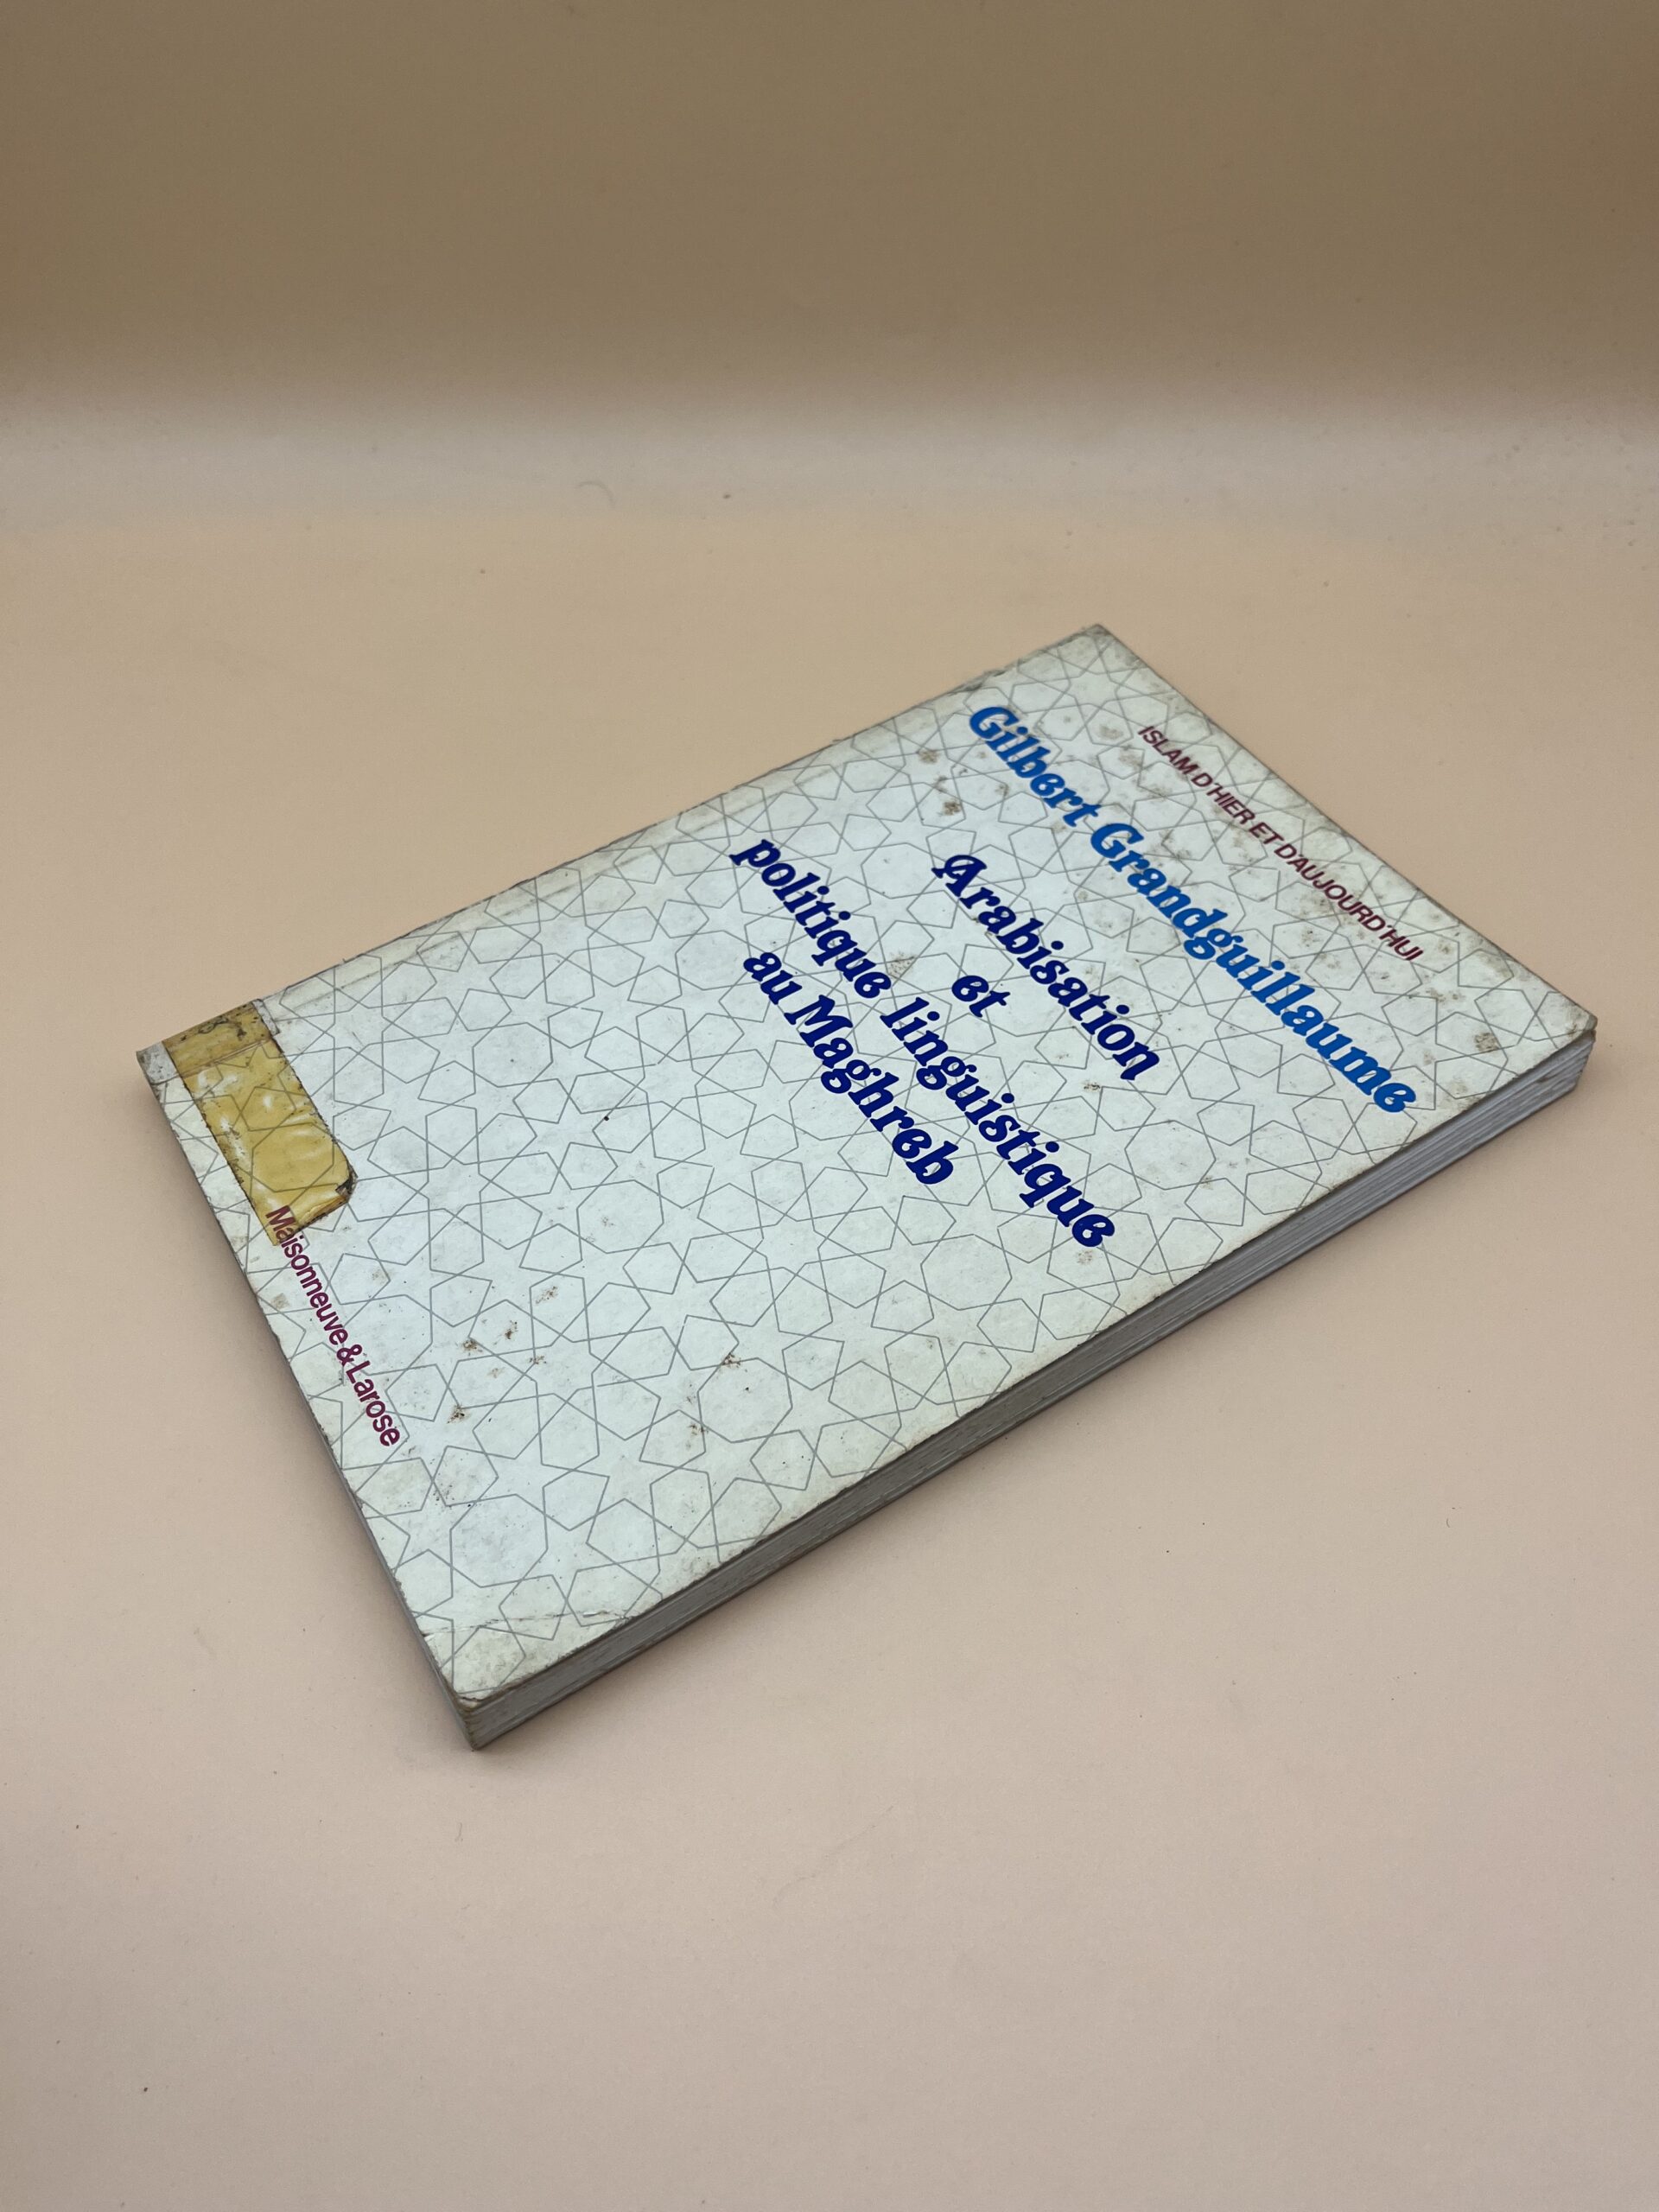 ISLAM D'HIER ET D'AUJOURD'HUI
Gilbert Grandguillaume
Arabisation
et
politique linguistique
au Maghreb
Maisonneuve & Larose